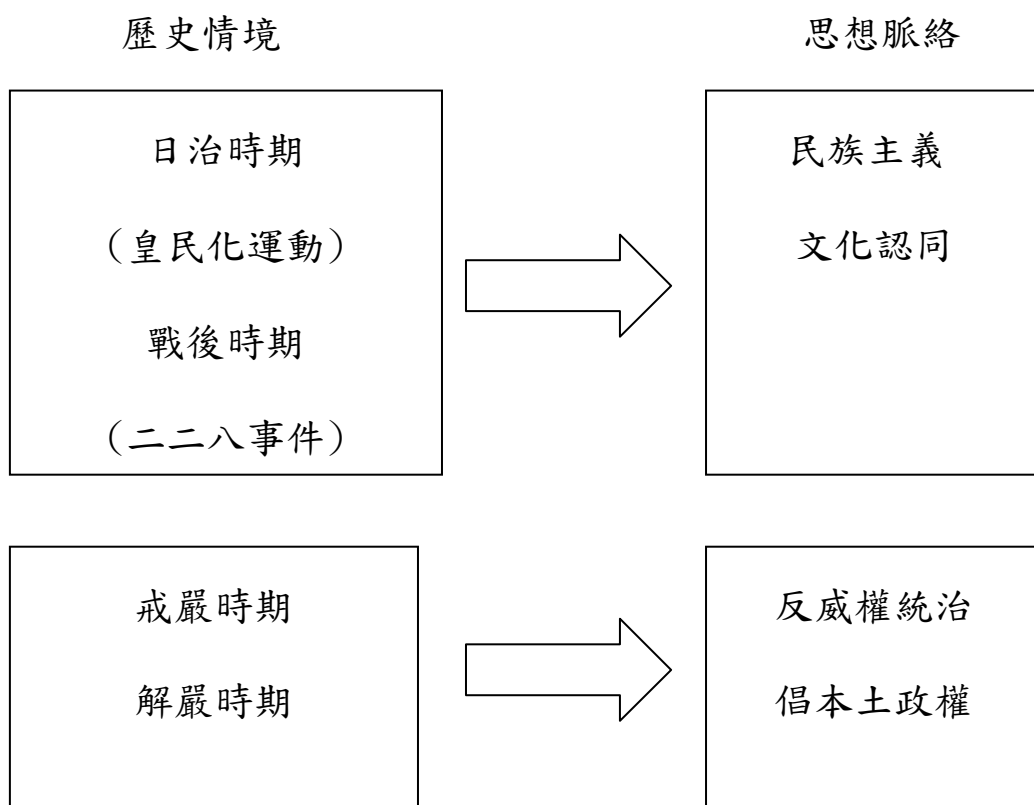 歷史情境
思想脈絡
日治時期
（皇民化運動）
戰後時期
（二二八事件）
民族主義
文化認同
戒嚴時期
解嚴時期
反威權統治
倡本土政權